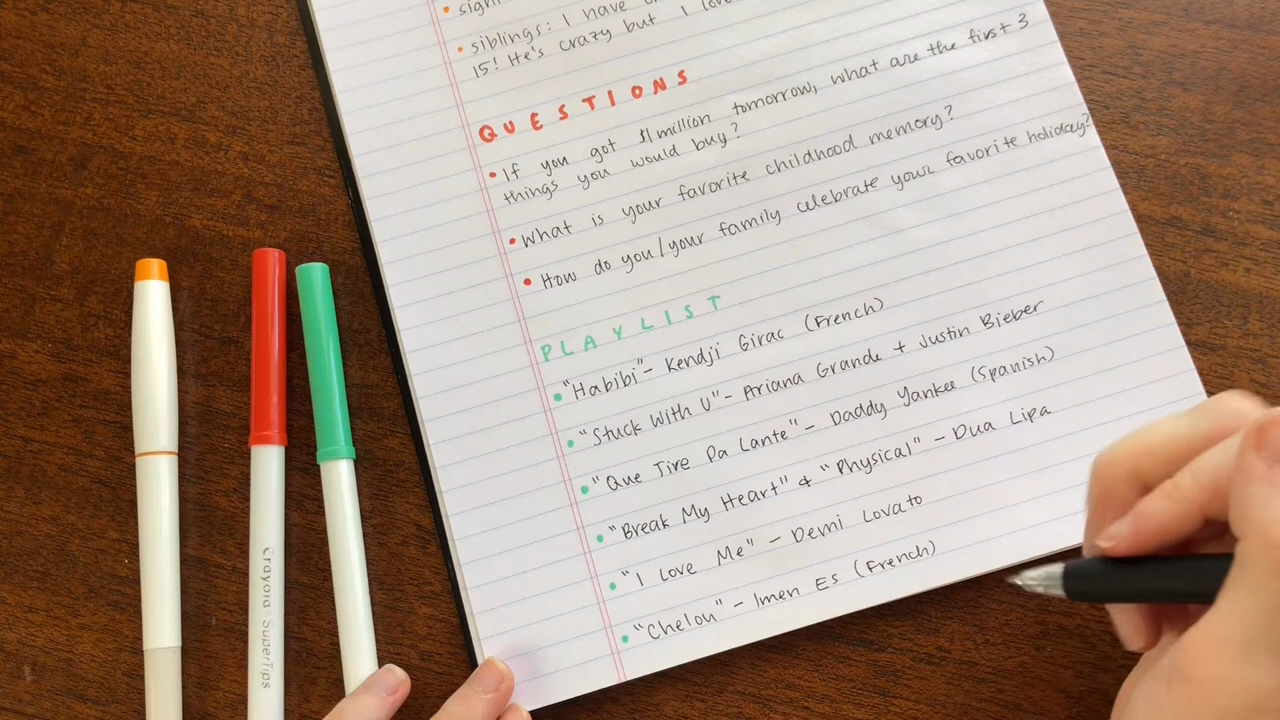 sight
• siblings: I have
15! He's crazy but I love
QUESTIONS
• If you got $1 million tomorrow, what are the first 3
things you would buy?
• What is your favorite childhood memory?
• How do you/your family celebrate your favorite holiday?
PLAYLIST
• "Habibi" - Kendji Girac (French)
• "Stuck With U" - Ariana Grande + Justin Bieber
• "Que Tire Pa Lante" - Daddy Yankee (Spanish)
• "Break My Heart" & "Physical" - Dua Lipa
• "I Love Me" - Demi Lovato
• "Chelou" - Imen Es (French)
Crayola SuperTips